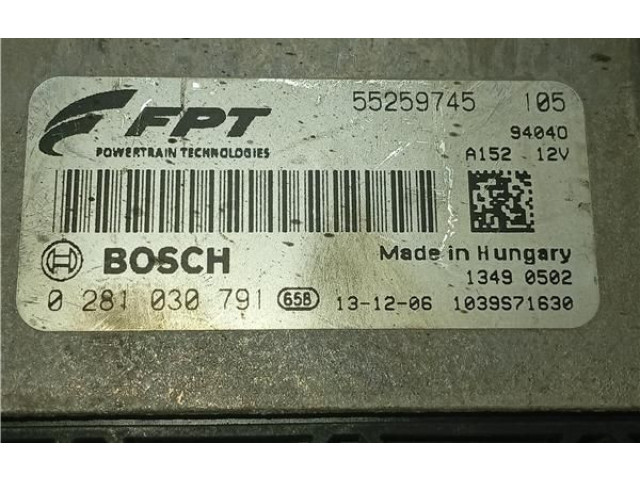 FPT 55259745 105
94040
POWERTRAIN TECHNOLOGIES A152 12V
BOSCH Made in Hungary
1349 0502
0 281 030 791 658 13-12-06 1039S71630